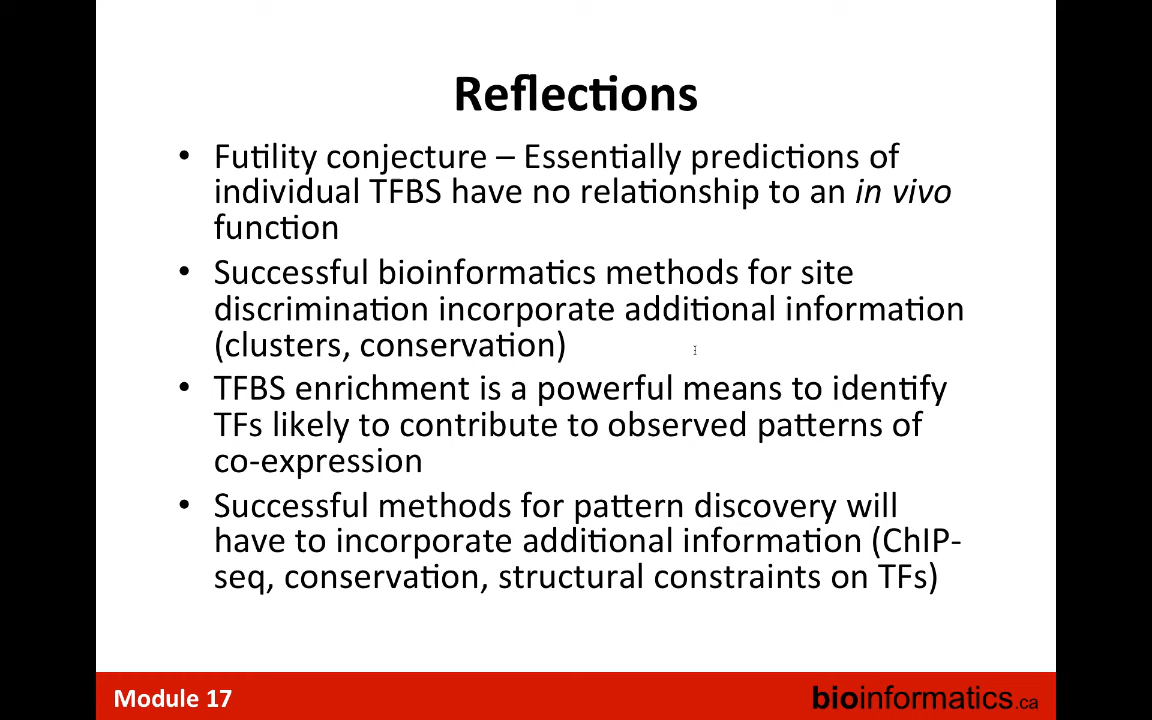 Reflections
• Futility conjecture – Essentially predictions of
individual TFBS have no relationship to an in vivo
function
• Successful bioinformatics methods for site
discrimination incorporate additional information
(clusters, conservation)
• TFBS enrichment is a powerful means to identify
TFs likely to contribute to observed patterns of
co-expression
• Successful methods for pattern discovery will
have to incorporate additional information (ChIP-
seq, conservation, structural constraints on TFs)
Module 17
bioinformatics.ca